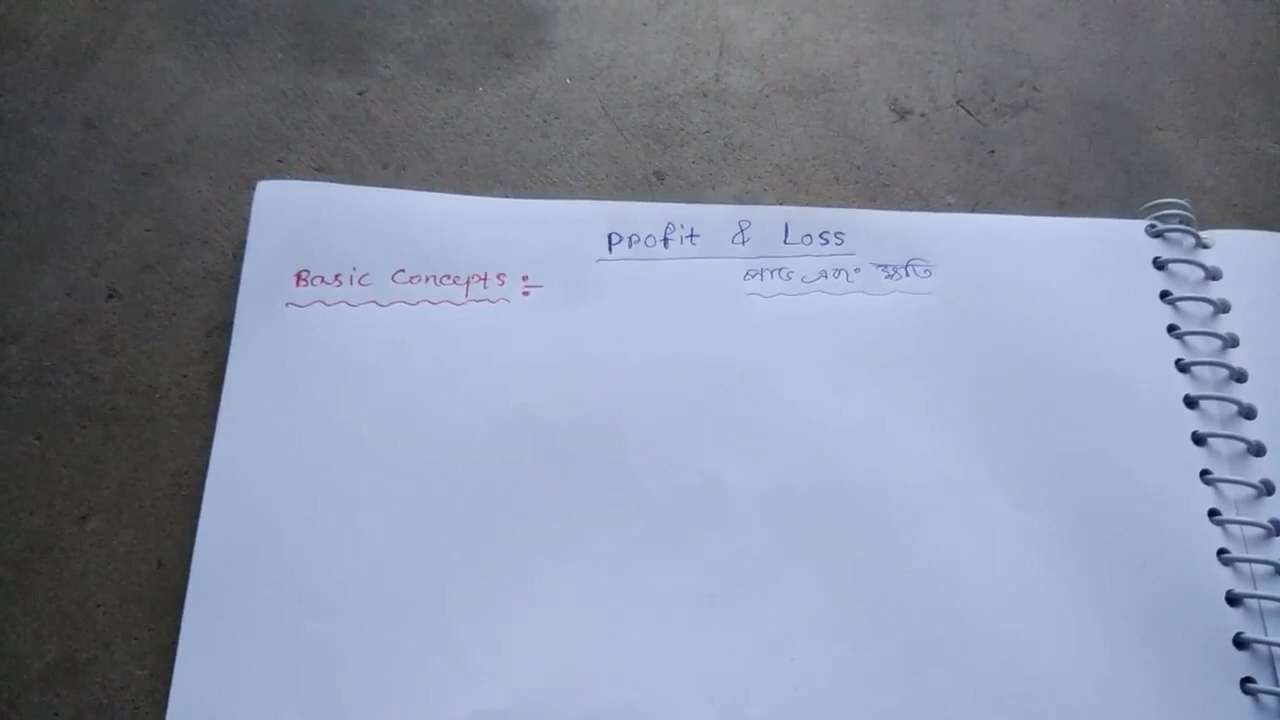 Profit & Loss
Basic Concepts :-
লাভ এবং ক্ষতি